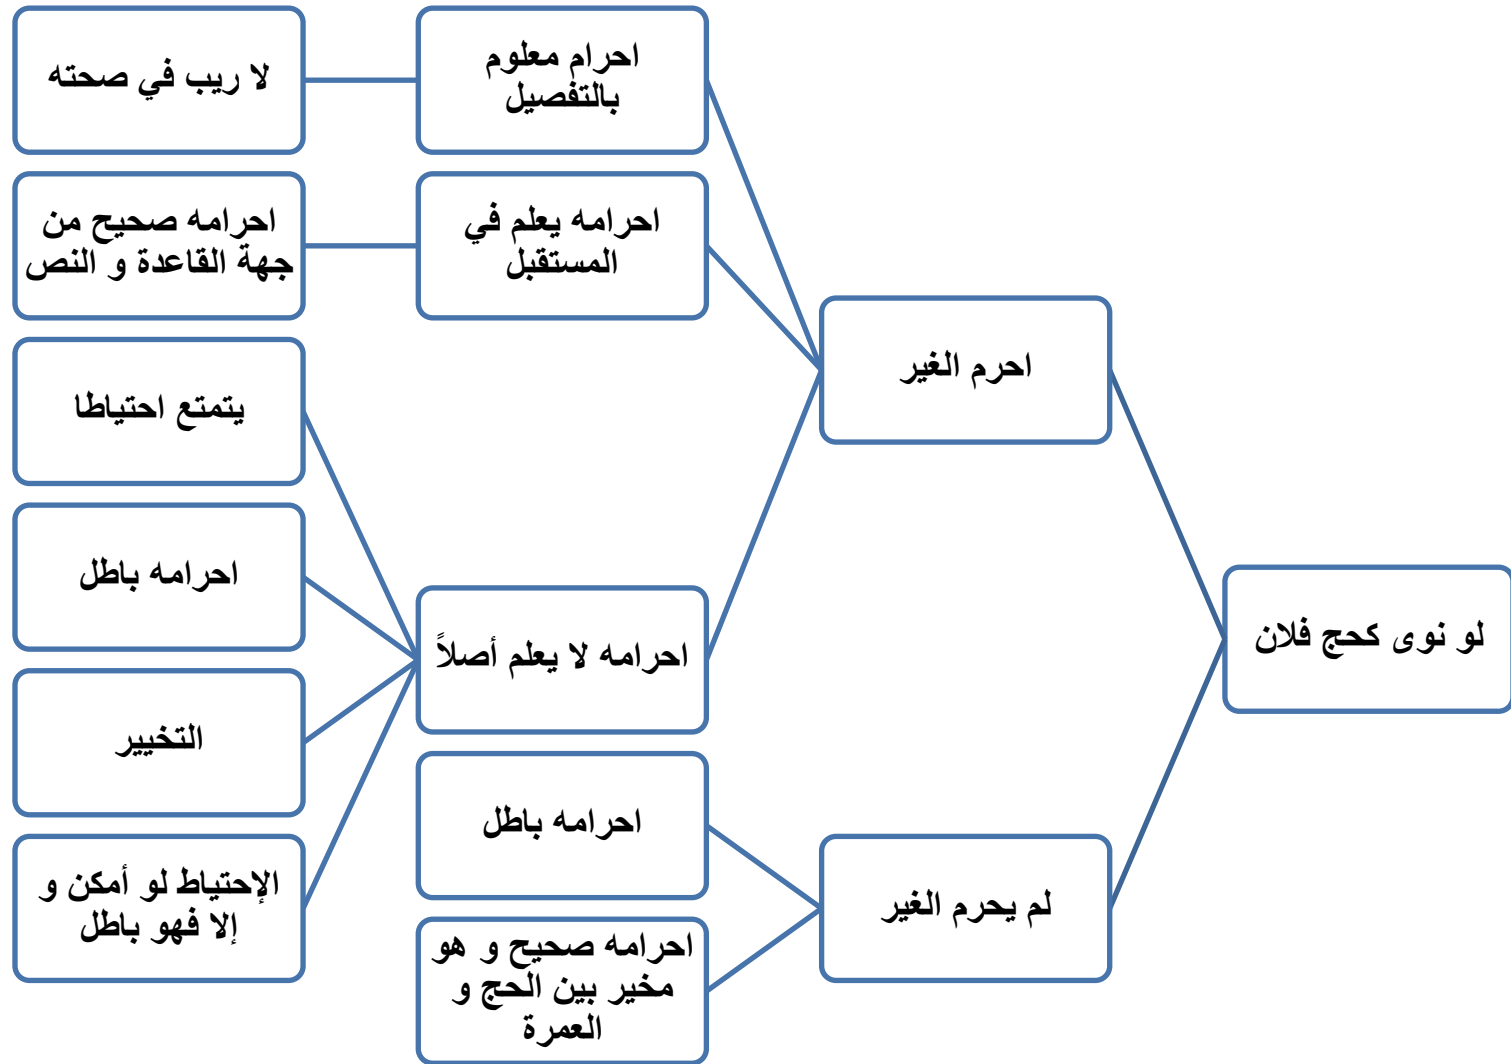 لو نوى كحج فلان
احرم الغير
احرام معلوم
بالتفصيل
لا ريب في صحته
احرامه يعلم في
المستقبل
احرامه صحيح من
جهة القاعدة و النص
احرامه لا يعلم أصلاً
يتمتع احتياطا
احرامه باطل
التخيير
الإحتياط لو أمكن و
إلا فهو باطل
لم يحرم الغير
احرامه باطل
احرامه صحيح و هو
مخير بين الحج و
العمرة